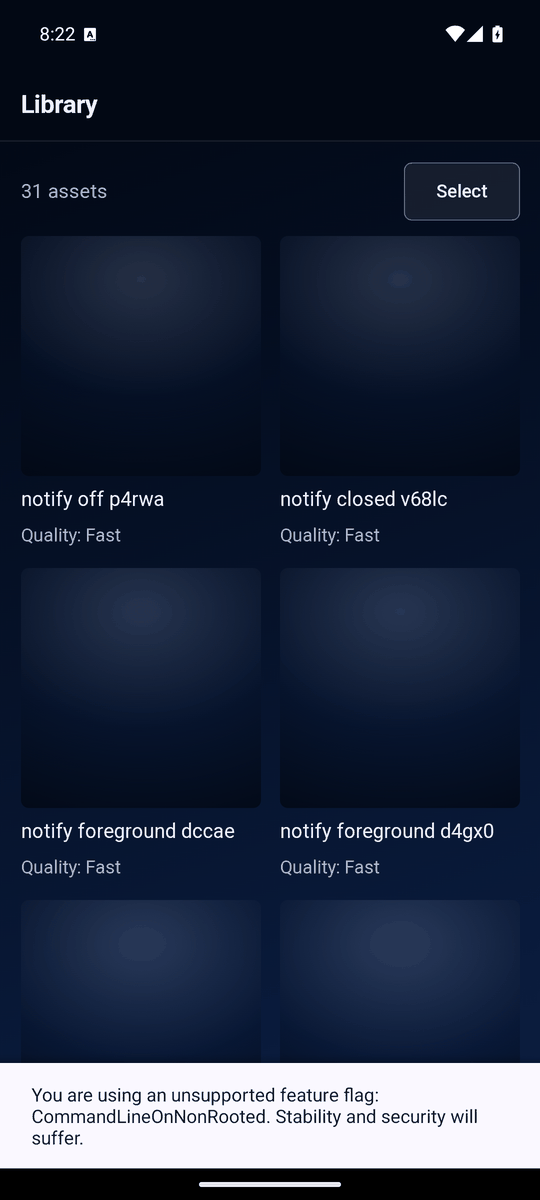 8:22
Library
31 assets
Select
notify off p4rwa
notify closed v68lc
Quality: Fast
Quality: Fast
notify foreground dccae
notify foreground d4gx0
Quality: Fast
Quality: Fast
You are using an unsupported feature flag:
CommandLineOnNonRooted. Stability and security will
suffer.